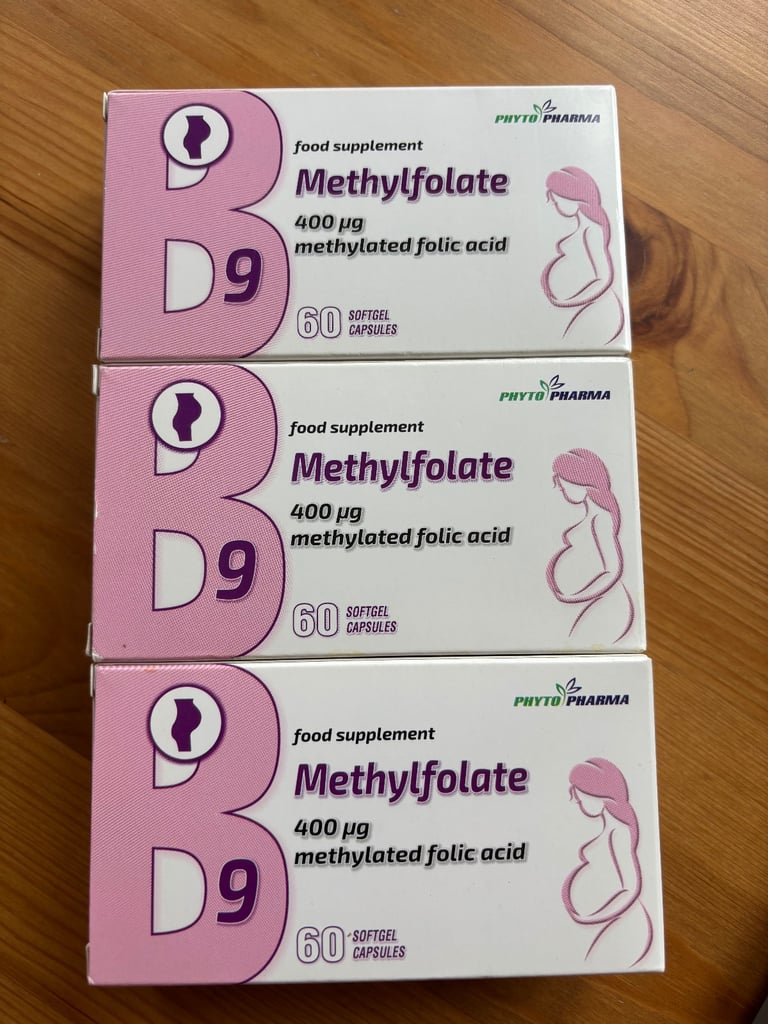 PHYTO PHARMA
food supplement
Methylfolate
400 µg
methylated folic acid
B9
60 SOFTGEL
CAPSULES
PHYTO PHARMA
food supplement
Methylfolate
400 µg
methylated folic acid
B9
60 SOFTGEL
CAPSULES
PHYTO PHARMA
food supplement
Methylfolate
400 µg
methylated folic acid
B9
60 SOFTGEL
CAPSULES